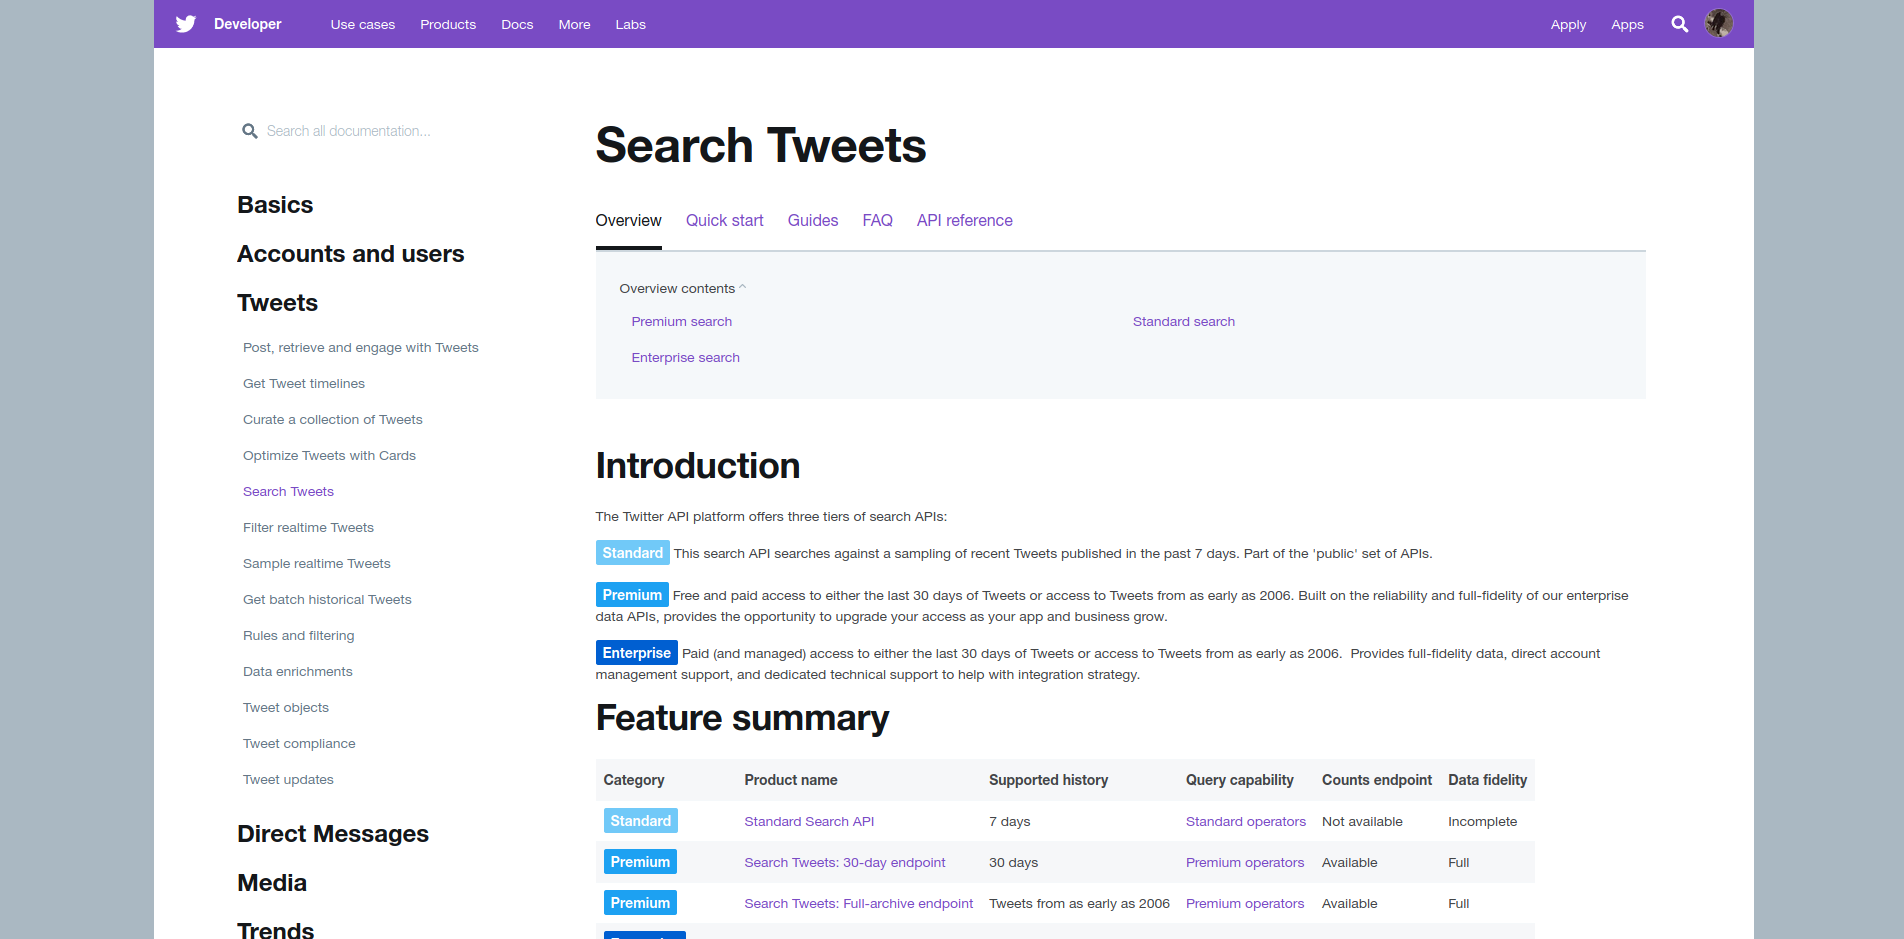 Developer Use cases Products Docs More Labs Apply Apps
Search all documentation...
Basics
Accounts and users
Tweets
Post, retrieve and engage with Tweets
Get Tweet timelines
Curate a collection of Tweets
Optimize Tweets with Cards
Search Tweets
Filter realtime Tweets
Sample realtime Tweets
Get batch historical Tweets
Rules and filtering
Data enrichments
Tweet objects
Tweet compliance
Tweet updates
Direct Messages
Media
Trends
Search Tweets
Overview Quick start Guides FAQ API reference
Overview contents
Premium search Standard search
Enterprise search
Introduction
The Twitter API platform offers three tiers of search APIs:
Standard This search API searches against a sampling of recent Tweets published in the past 7 days. Part of the 'public' set of APIs.
Premium Free and paid access to either the last 30 days of Tweets or access to Tweets from as early as 2006. Built on the reliability and full-fidelity of our enterprise
data APIs, provides the opportunity to upgrade your access as your app and business grow.
Enterprise Paid (and managed) access to either the last 30 days of Tweets or access to Tweets from as early as 2006. Provides full-fidelity data, direct account
management support, and dedicated technical support to help with integration strategy.
Feature summary
Category Product name Supported history Query capability Counts endpoint Data fidelity
Standard Standard Search API 7 days Standard operators Not available Incomplete
Premium Search Tweets: 30-day endpoint 30 days Premium operators Available Full
Premium Search Tweets: Full-archive endpoint Tweets from as early as 2006 Premium operators Available Full